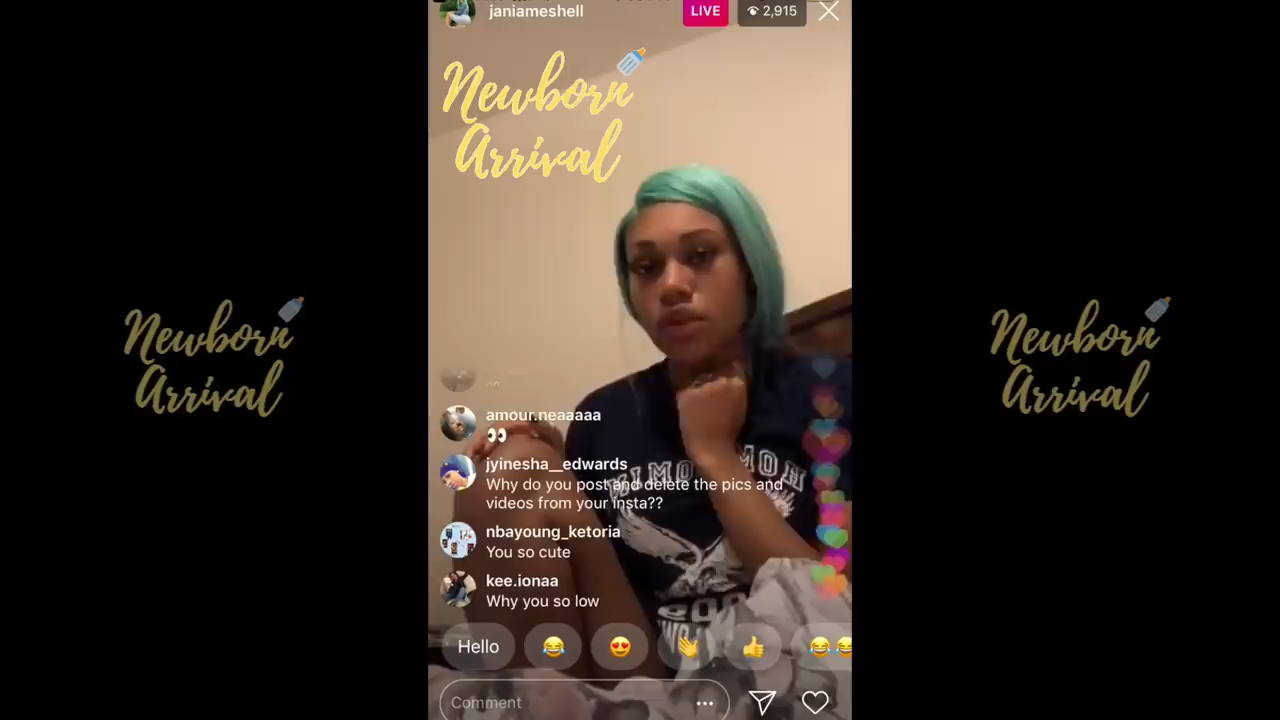 janiameshell
LIVE
2,915
Newborn
Arrival
Newborn
Arrival
Newborn
Arrival
amour.neaaaaa
👀
jyinesha__edwards
Why do you post and delete the pics and
videos from your insta??
nbayoung_ketoria
You so cute
kee.ionaa
Why you so low
Hello 😂 😍 👋 👍 😂😂
Comment